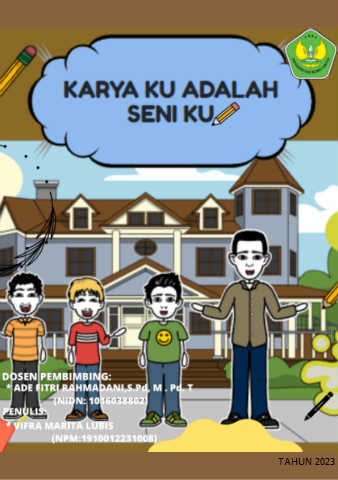 KARYA KU ADALAH
SENI KU
DOSEN PEMBIMBING:
* ADE FITRI RAHMADANI,S.Pd, M . Pd. T
(NIDN: 1016038802)
PENULIS:
* VIFRA MARITA LUBIS
(NPM:1910012231008)
TAHUN 2023